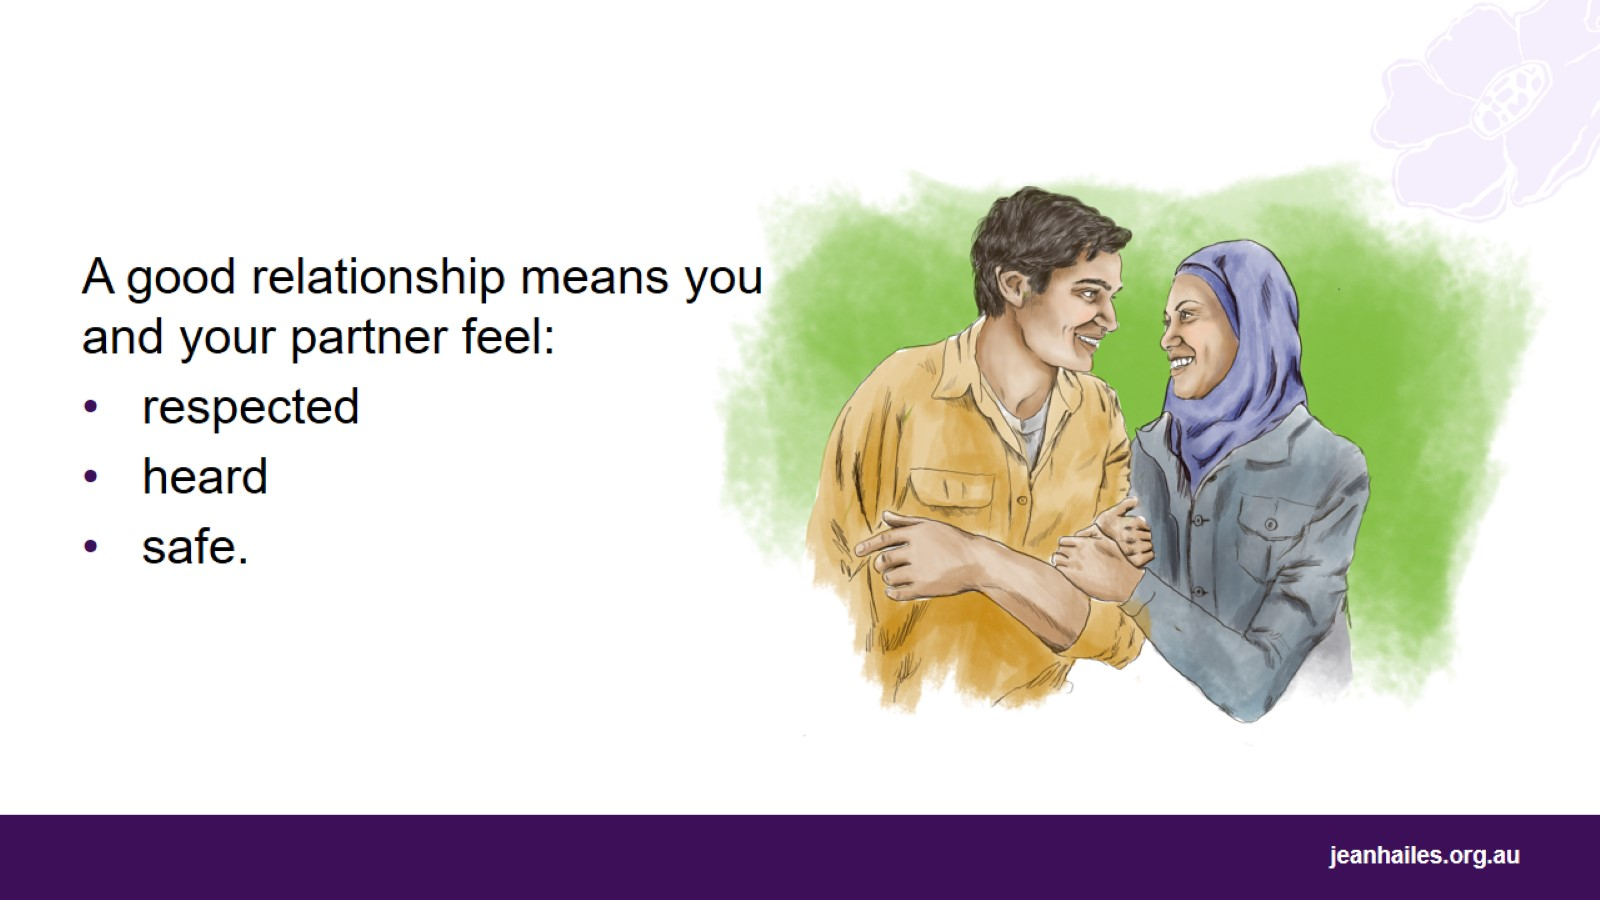 A good relationship means you
and your partner feel:
• respected
• heard
• safe.
jeanhailes.org.au